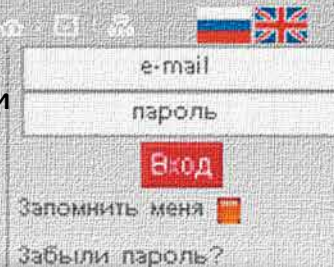 e-mail
и
пароль
Вход
Запомнить меня
Забыли пароль?